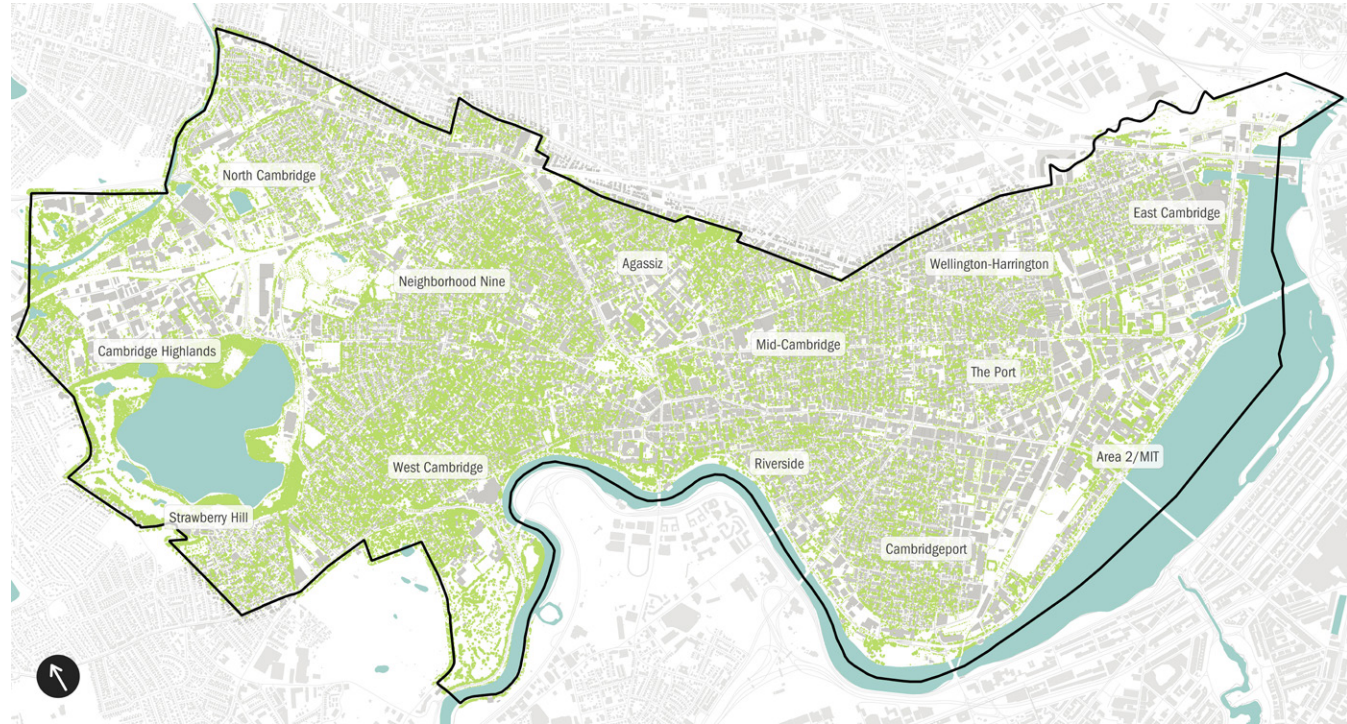 North Cambridge
East Cambridge
Agassiz
Wellington-Harrington
Neighborhood Nine
Mid-Cambridge
Cambridge Highlands
The Port
Area 2/MIT
Riverside
West Cambridge
Strawberry Hill
Cambridgeport